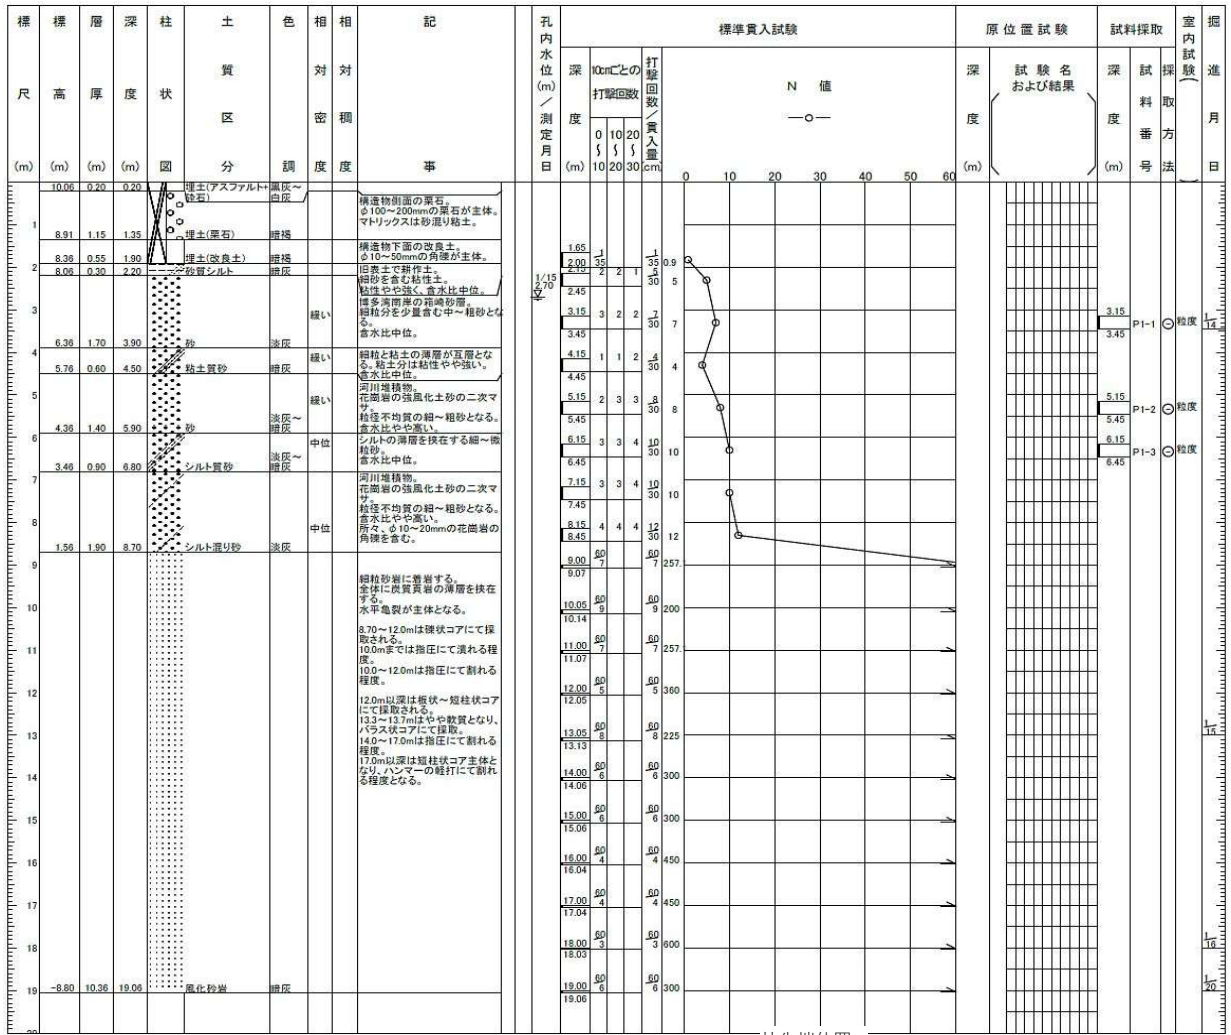 標尺(m)
標高(m)
層厚(m)
深度(m)
柱状図
土質区分
色調
相対密度
相対稠度
記事
孔内水位(m)/測定月日
標準貫入試験
深度(m)
10cmごとの打撃回数
0〜10
10〜20
20〜30
打撃回数/貫入量(cm)
N 値
0 10 20 30 40 50 60
原位置試験
深度(m)
試験名および結果
試料採取
深度(m)
試料番号
採取方法
室内試験
掘進月日
10.06 0.20 0.20 埋土(アスファルト+砕石) 黒灰〜白灰
構造物側面の栗石。
φ100〜200mmの栗石が主体。
マトリックスは砂混り粘土。
8.91 1.15 1.35 埋土(栗石) 暗褐
構造物下面の改良土。
φ10〜50mmの角礫が主体。
8.36 0.55 1.90 埋土(改良土) 暗褐
旧表土で耕作土。
細砂を含む粘性土。
粘性やや強く、含水比中位。
8.06 0.30 2.20 砂質シルト 暗灰
博多湾南岸の箱崎砂層。
細粒分を少量含む中〜粗砂とな
る。
含水比中位。
6.36 1.70 3.90 砂 淡灰 緩い
細粒と粘土の薄層が互層とな
る。粘土分は粘性やや強い。
含水比中位。
5.76 0.60 4.50 粘土質砂 暗灰 緩い
河川堆積物。
花崗岩の強風化土砂の二次マ
サ。
粒径不均質の細〜粗砂となる。
含水比やや高い。
4.36 1.40 5.90 砂 淡灰〜暗灰 緩い
シルトの薄層を挟在する細〜微
粒砂。
含水比中位。
3.46 0.90 6.80 シルト質砂 淡灰〜暗灰 中位
河川堆積物。
花崗岩の強風化土砂の二次マ
サ。
粒径不均質の細〜粗砂となる。
含水比やや高い。
所々、φ10〜20mmの花崗岩の
角礫を含む。
1.56 1.90 8.70 シルト混り砂 淡灰 中位
細粒砂岩に着岩する。
全体に炭質頁岩の薄層を挟在
する。
水平亀裂が主体となる。
8.70〜12.0mは礫状コアにて採
取される。
10.0mまでは指圧にて潰れる程
度。
10.0〜12.0mは指圧にて割れる
程度。
12.0m以深は板状〜短柱状コア
にて採取される。
13.3〜13.7mはやや軟質となり、
バラス状コアにて採取。
14.0〜17.0mは指圧にて割れる
程度。
17.0m以深は短柱状コア主体と
なり、ハンマーの軽打にて割れ
る程度となる。
-8.80 10.36 19.06 風化砂岩 暗灰
1
2
3
4
5
6
7
8
9
10
11
12
13
14
15
16
17
18
19
20
1/15
2.70
1.65 2.00 1/35 1/35 0.9
2.15 2.45 2 2 1 5/30 5
3.15 3.45 3 2 2 7/30 7
4.15 4.45 1 1 2 4/30 4
5.15 5.45 2 3 3 8/30 8
6.15 6.45 3 3 4 10/30 10
7.15 7.45 3 3 4 10/30 10
8.15 8.45 4 4 4 12/30 12
9.00 9.07 60/7 60/7 257.
10.05 10.14 60/9 60/9 200
11.00 11.07 60/7 60/7 257.
12.00 12.05 60/5 60/5 360
13.05 13.13 60/8 60/8 225
14.00 14.06 60/6 60/6 300
15.00 15.06 60/6 60/6 300
16.00 16.04 60/4 60/4 450
17.00 17.04 60/4 60/4 450
18.00 18.03 60/3 60/3 600
19.00 19.06 60/6 60/6 300
3.15 3.45 P1-1 粒度
5.15 5.45 P1-2 粒度
6.15 6.45 P1-3 粒度
1/14
1/15
1/16
1/20